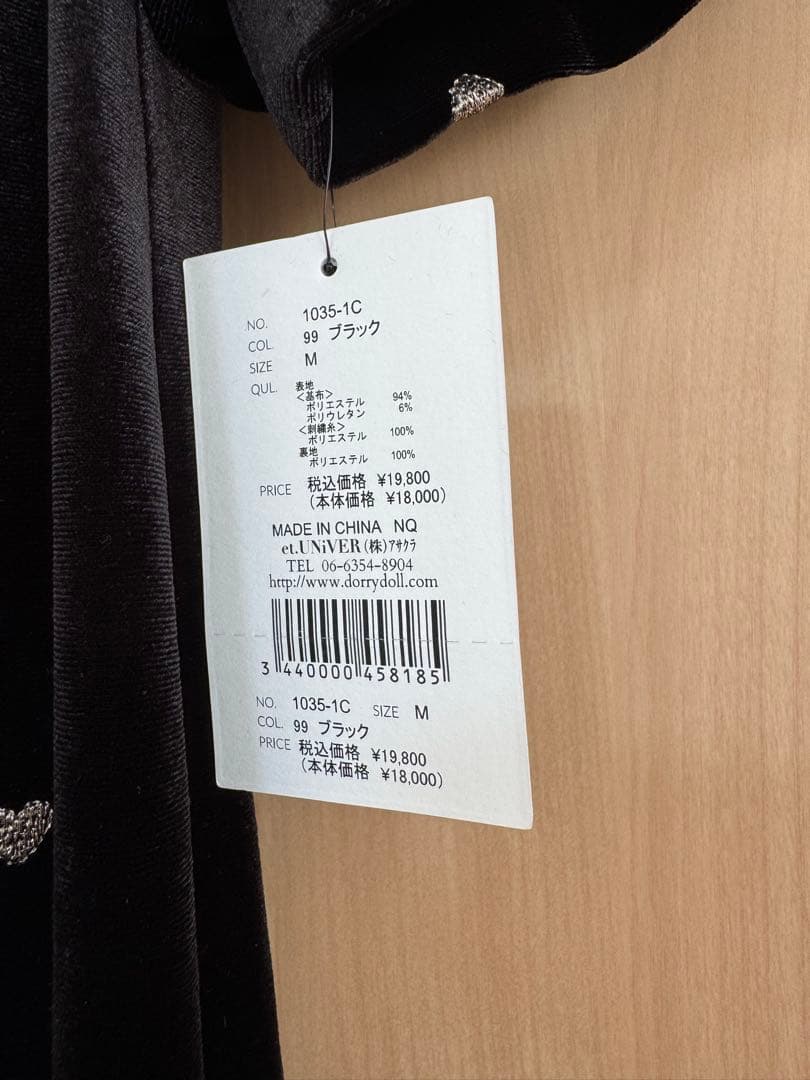 NO. 1035-1C
COL. 99 ブラック
SIZE M
QUL. 表地
<基布>
ポリエステル 94%
ポリウレタン 6%
<刺繍糸>
ポリエステル 100%
裏地
ポリエステル 100%
PRICE 税込価格 ¥19,800
(本体価格 ¥18,000)
MADE IN CHINA NQ
et.UNiVER (株)アサクラ
TEL 06-6354-8904
http://www.dorrydoll.com
3 440000 458185
NO. 1035-1C SIZE M
COL. 99 ブラック
PRICE 税込価格 ¥19,800
(本体価格 ¥18,000)